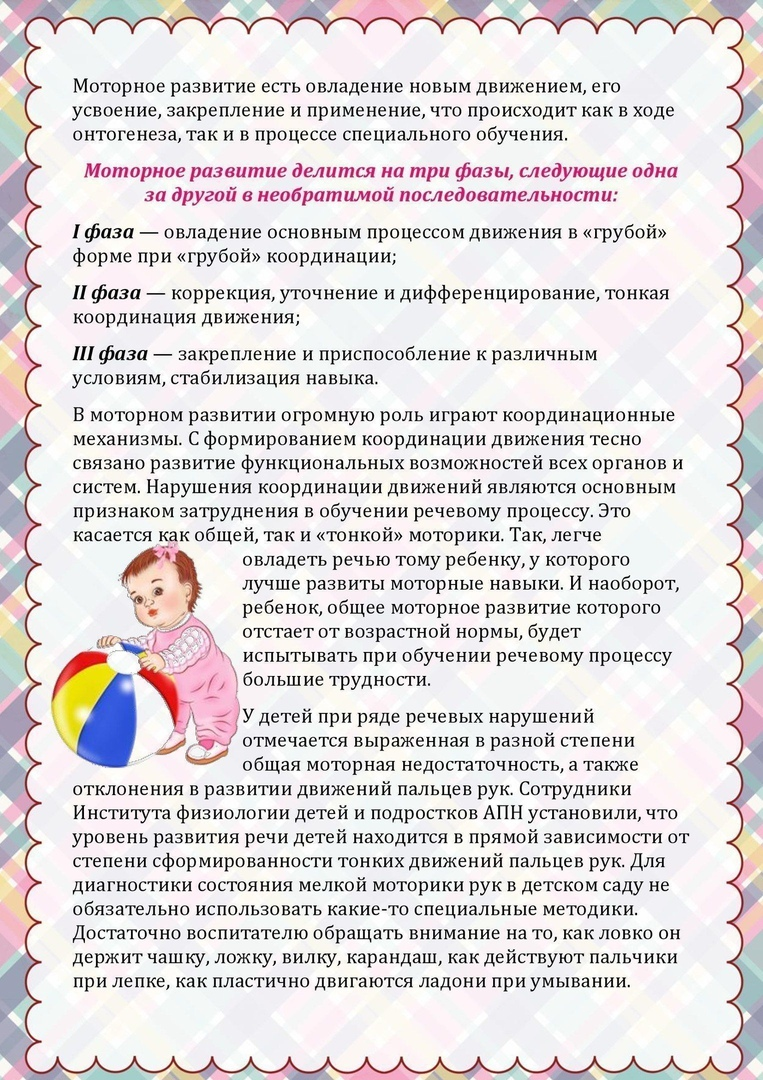 Моторное развитие есть овладение новым движением, его
усвоение, закрепление и применение, что происходит как в ходе
онтогенеза, так и в процессе специального обучения.
Моторное развитие делится на три фазы, следующие одна
за другой в необратимой последовательности:
I фаза — овладение основным процессом движения в «грубой»
форме при «грубой» координации;
II фаза — коррекция, уточнение и дифференцирование, тонкая
координация движения;
III фаза — закрепление и приспособление к различным
условиям, стабилизация навыка.
В моторном развитии огромную роль играют координационные
механизмы. С формированием координации движения тесно
связано развитие функциональных возможностей всех органов и
систем. Нарушения координации движений являются основным
признаком затруднения в обучении речевому процессу. Это
касается как общей, так и «тонкой» моторики. Так, легче
овладеть речью тому ребенку, у которого
лучше развиты моторные навыки. И наоборот,
ребенок, общее моторное развитие которого
отстает от возрастной нормы, будет
испытывать при обучении речевому процессу
большие трудности.
У детей при ряде речевых нарушений
отмечается выраженная в разной степени
общая моторная недостаточность, а также
отклонения в развитии движений пальцев рук. Сотрудники
Института физиологии детей и подростков АПН установили, что
уровень развития речи детей находится в прямой зависимости от
степени сформированности тонких движений пальцев рук. Для
диагностики состояния мелкой моторики рук в детском саду не
обязательно использовать какие-то специальные методики.
Достаточно воспитателю обращать внимание на то, как ловко он
держит чашку, ложку, вилку, карандаш, как действуют пальчики
при лепке, как пластично двигаются ладони при умывании.